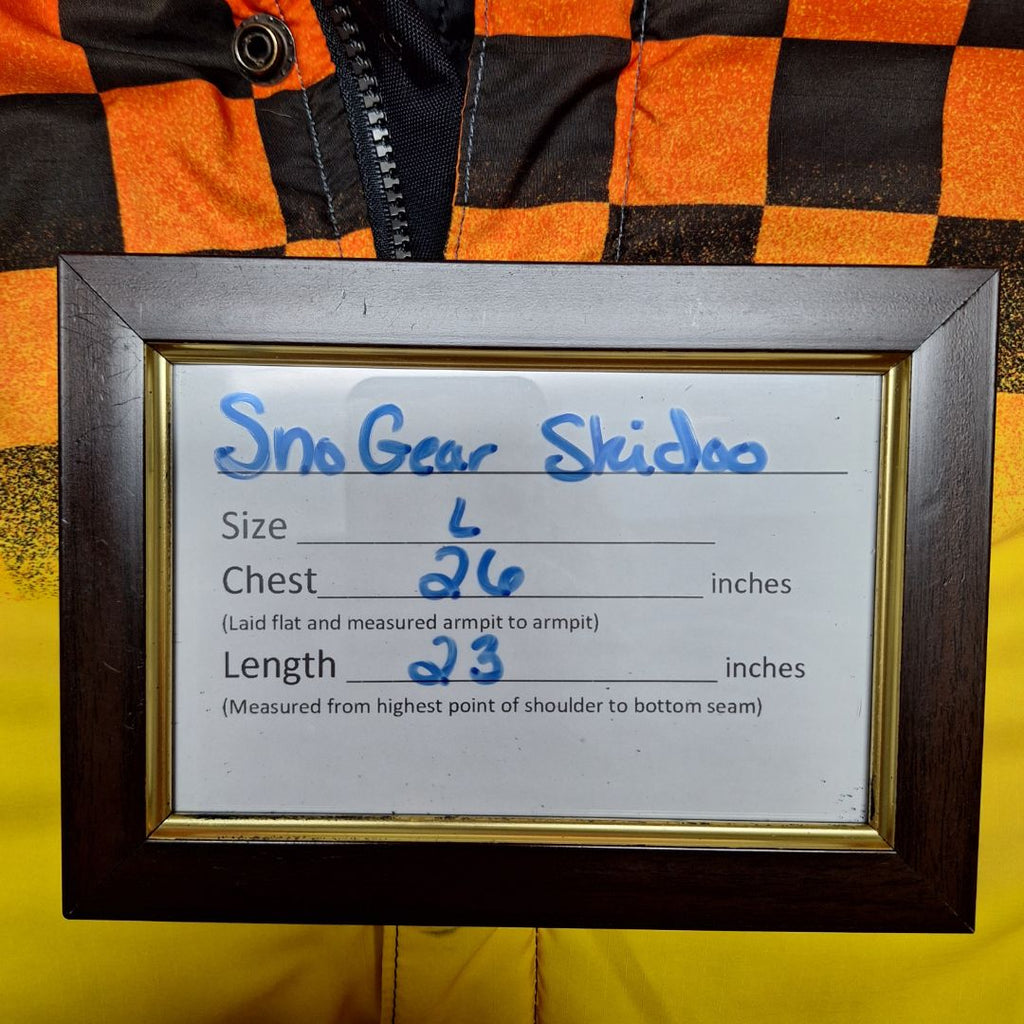 Sno Gear Skidoo
Size L
Chest 26 inches
(Laid flat and measured armpit to armpit)
Length 23 inches
(Measured from highest point of shoulder to bottom seam)